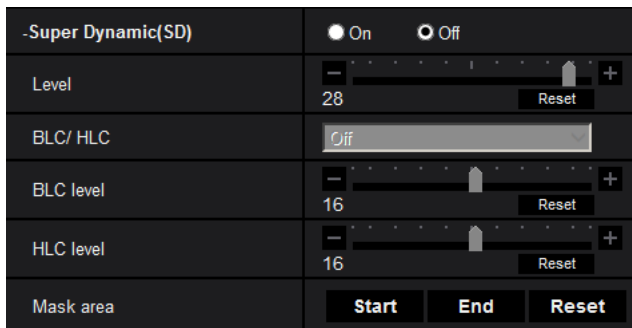 -Super Dynamic(SD) On Off
Level - +
28 Reset
BLC/ HLC Off
BLC level - +
16 Reset
HLC level - +
16 Reset
Mask area Start End Reset